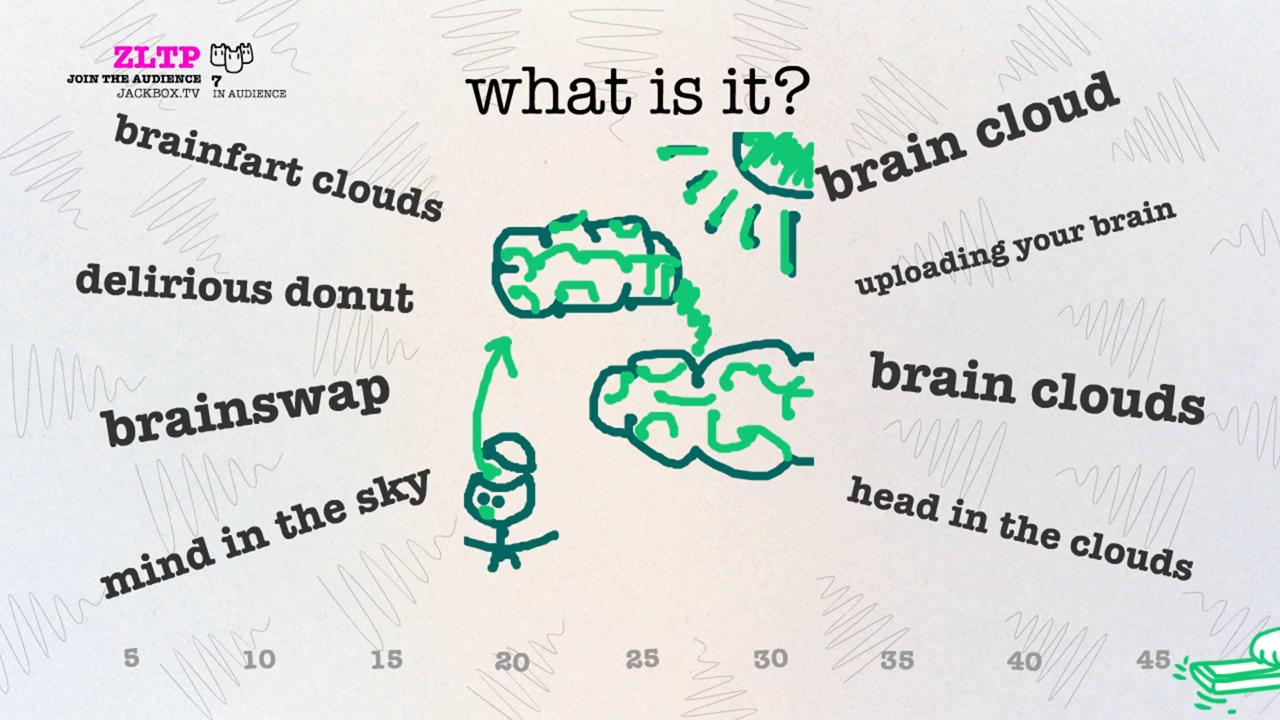 ZLTP
JOIN THE AUDIENCE 7
JACKBOX.TV IN AUDIENCE
what is it?
brainfart clouds
delirious donut
brainswap
mind in the sky
brain cloud
uploading your brain
brain clouds
head in the clouds
5 10 15 20 25 30 35 40 45